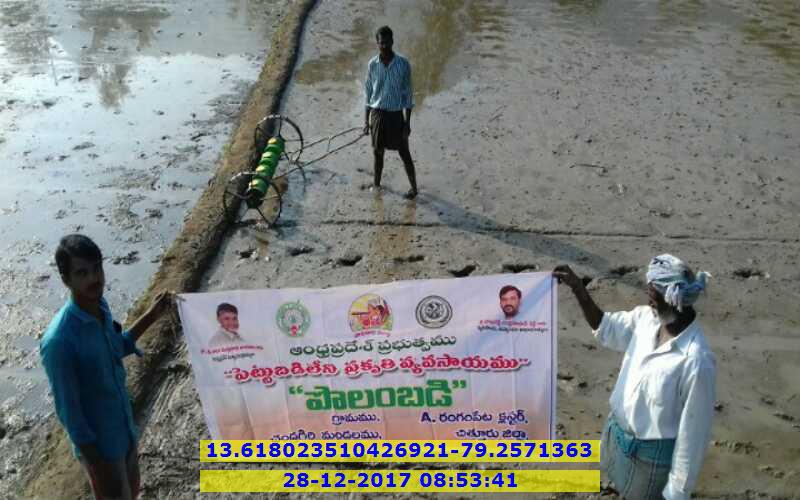 ఆంధ్రప్రదేశ్ ప్రభుత్వము
"పెట్టుబడిలేని ప్రకృతి వ్యవసాయము"
"పొలంబడి"
గ్రామము, A. రంగంపేట క్లస్టర్,
చంద్రగిరి మండలము, చిత్తూరు జిల్లా.
13.618023510426921-79.2571363
28-12-2017 08:53:41